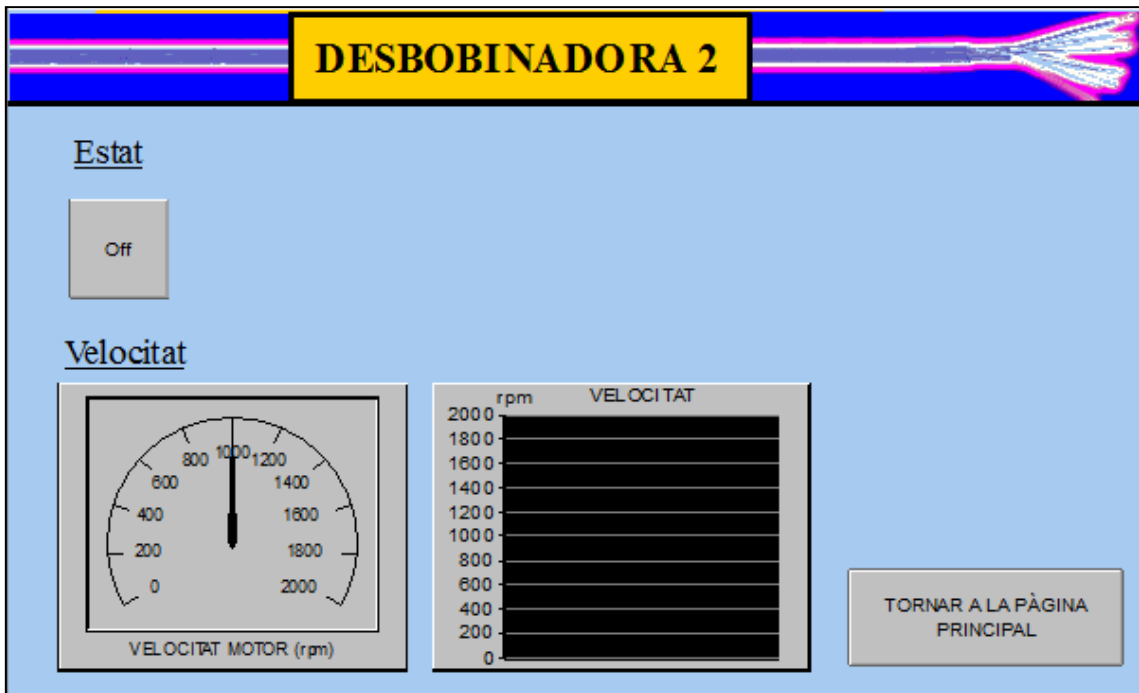 DESBOBINADORA 2
Estat
Off
Velocitat
0
200
400
600
800
1000
1200
1400
1600
1800
2000
VELOCITAT MOTOR (rpm)
rpm VELOCITAT
2000
1800
1600
1400
1200
1000
800
600
400
200
0
TORNAR A LA PÀGINA
PRINCIPAL